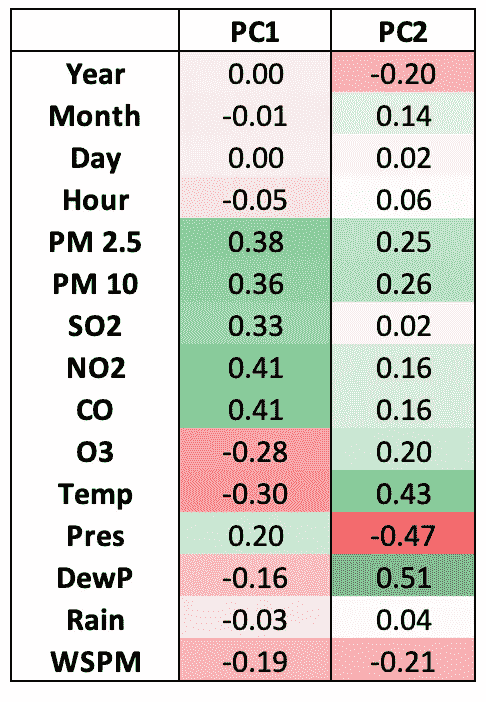 PC1 PC2
Year 0.00 -0.20
Month -0.01 0.14
Day 0.00 0.02
Hour -0.05 0.06
PM 2.5 0.38 0.25
PM 10 0.36 0.26
SO2 0.33 0.02
NO2 0.41 0.16
CO 0.41 0.16
O3 -0.28 0.20
Temp -0.30 0.43
Pres 0.20 -0.47
DewP -0.16 0.51
Rain -0.03 0.04
WSPM -0.19 -0.21